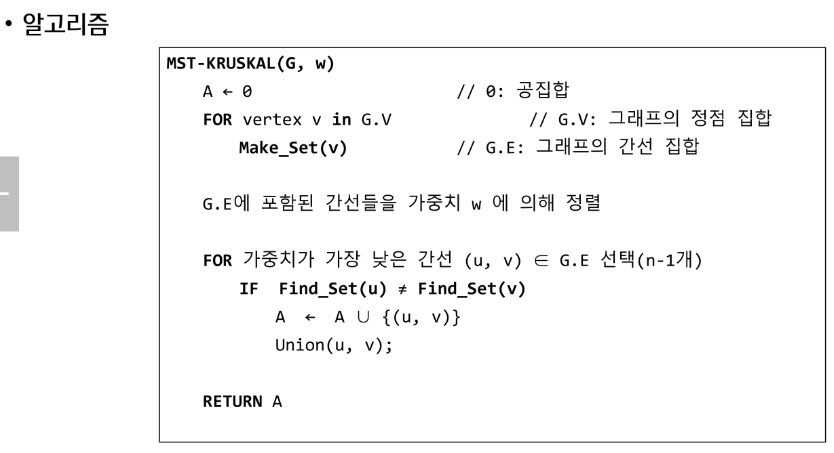 • 알고리즘
MST-KRUSKAL(G, w)
A ← 0 // 0: 공집합
FOR vertex v in G.V // G.V: 그래프의 정점 집합
Make_Set(v) // G.E: 그래프의 간선 집합
G.E에 포함된 간선들을 가중치 w 에 의해 정렬
FOR 가중치가 가장 낮은 간선 (u, v) ∈ G.E 선택(n-1개)
IF Find_Set(u) ≠ Find_Set(v)
A ← A ∪ {(u, v)}
Union(u, v);
RETURN A